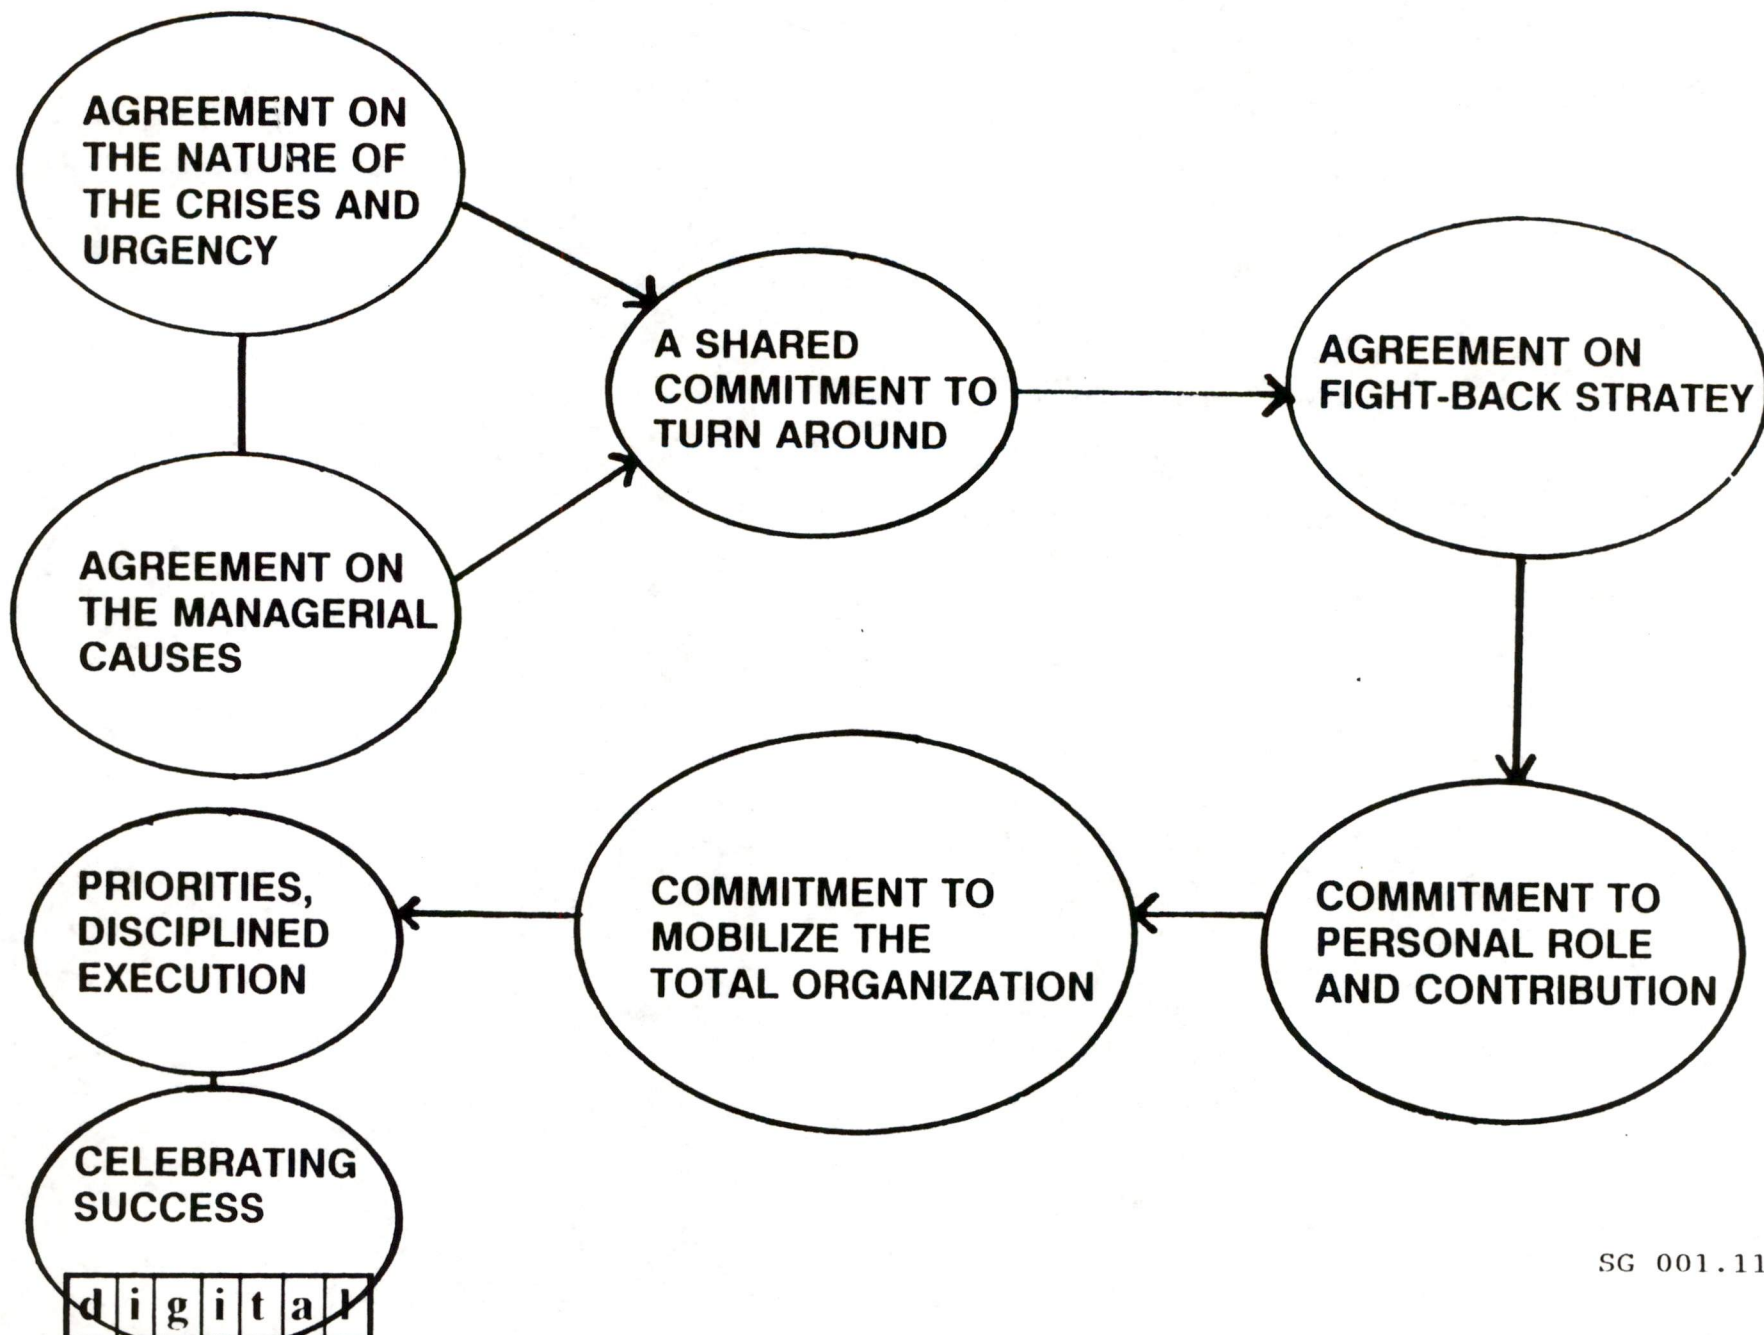 AGREEMENT ON
THE NATURE OF
THE CRISES AND
URGENCY
A SHARED
COMMITMENT TO
TURN AROUND
AGREEMENT ON
FIGHT-BACK STRATEY
AGREEMENT ON
THE MANAGERIAL
CAUSES
COMMITMENT TO
PERSONAL ROLE
AND CONTRIBUTION
COMMITMENT TO
MOBILIZE THE
TOTAL ORGANIZATION
PRIORITIES,
DISCIPLINED
EXECUTION
CELEBRATING
SUCCESS
digital
SG 001.11